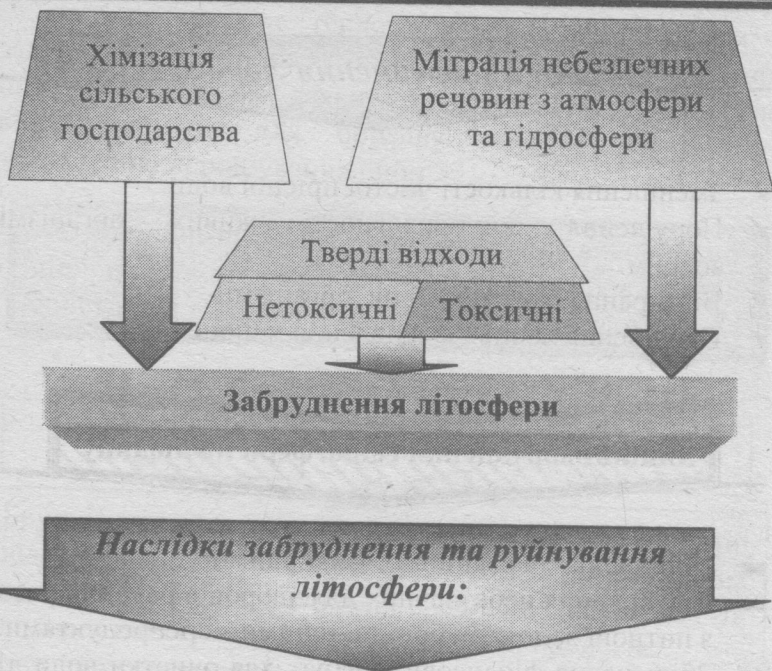 Хімізація
сільського
господарства
Міграція небезпечних
речовин з атмосфери
та гідросфери
Тверді відходи
Нетоксичні
Токсичні
Забруднення літосфери
Наслідки забруднення та руйнування
літосфери: